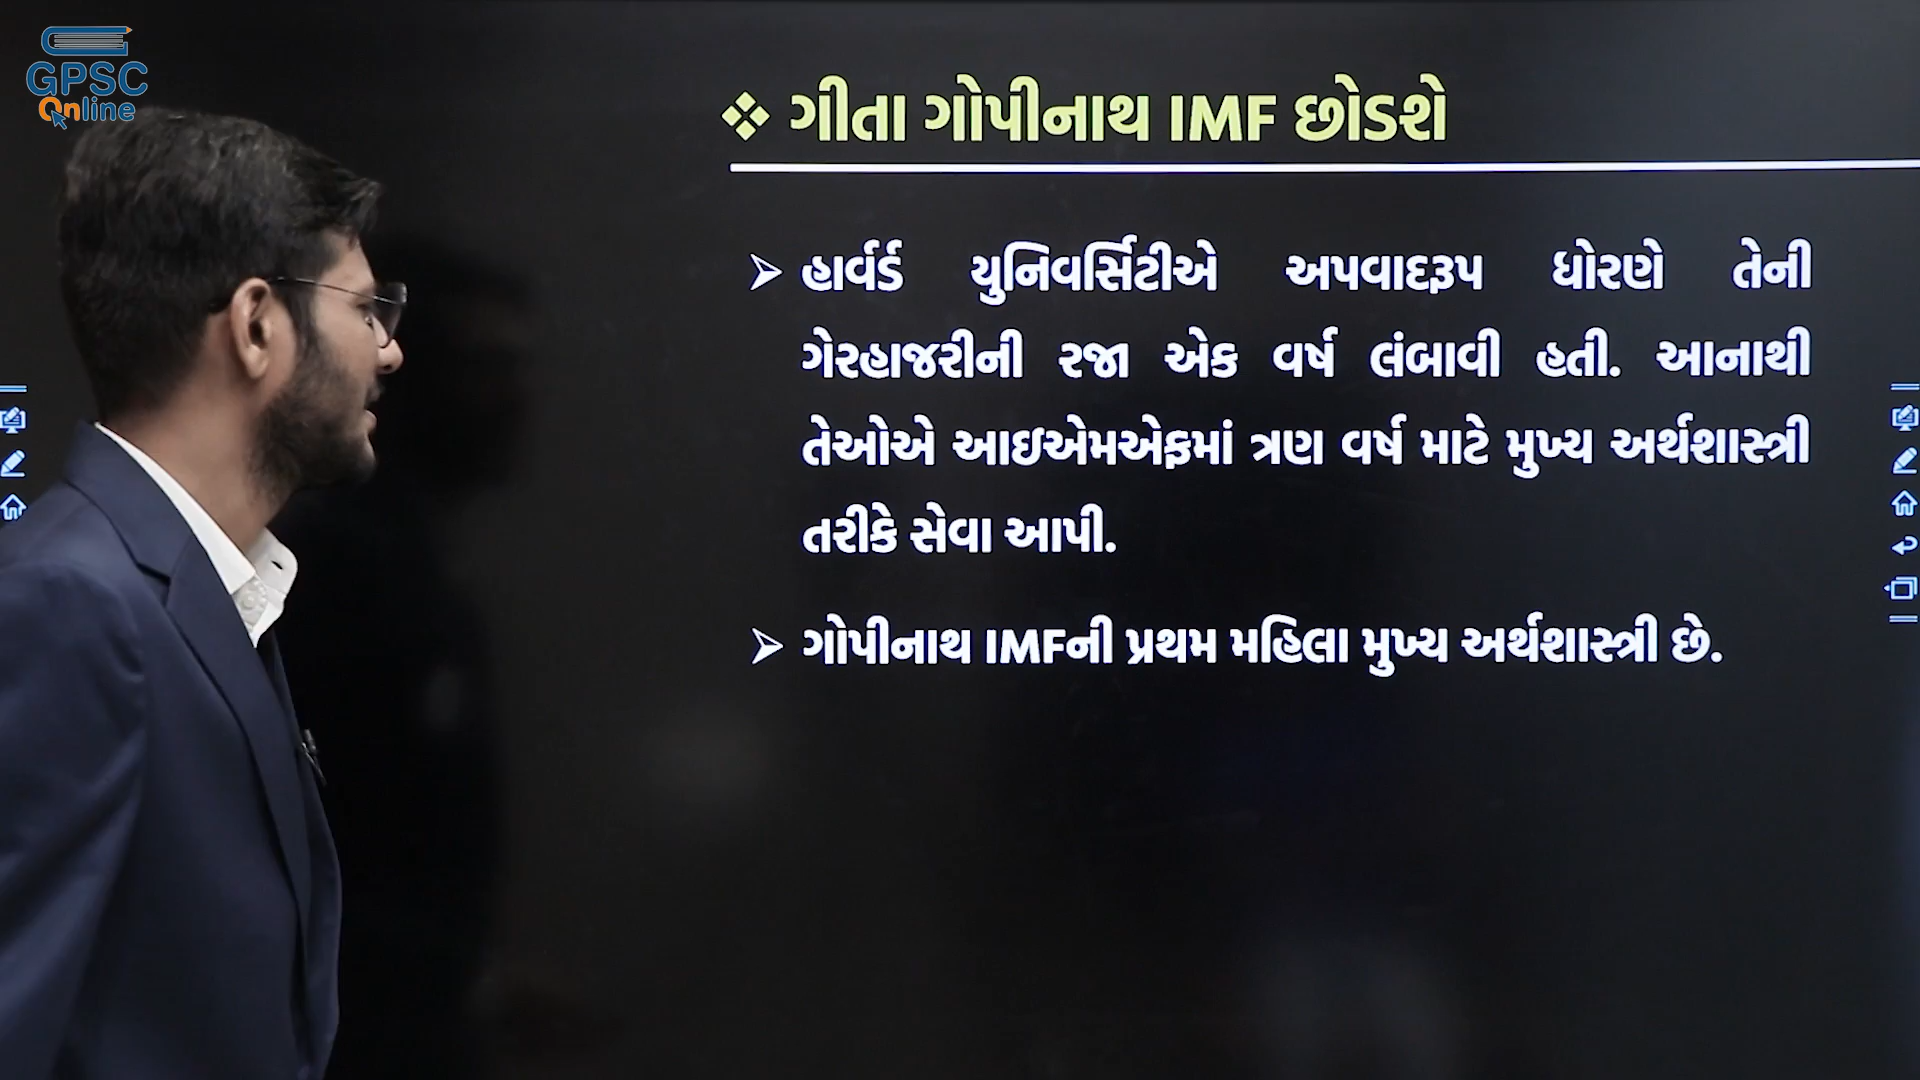 GPSC
Online
❖ ગીતા ગોપીનાથ IMF છોડશે
➢ હાર્વર્ડ યુનિવર્સિટીએ અપવાદરૂપ ધોરણે તેની
ગેરહાજરીની રજા એક વર્ષ લંબાવી હતી. આનાથી
તેઓએ આઇએમએફમાં ત્રણ વર્ષ માટે મુખ્ય અર્થશાસ્ત્રી
તરીકે સેવા આપી.
➢ ગોપીનાથ IMFની પ્રથમ મહિલા મુખ્ય અર્થશાસ્ત્રી છે.